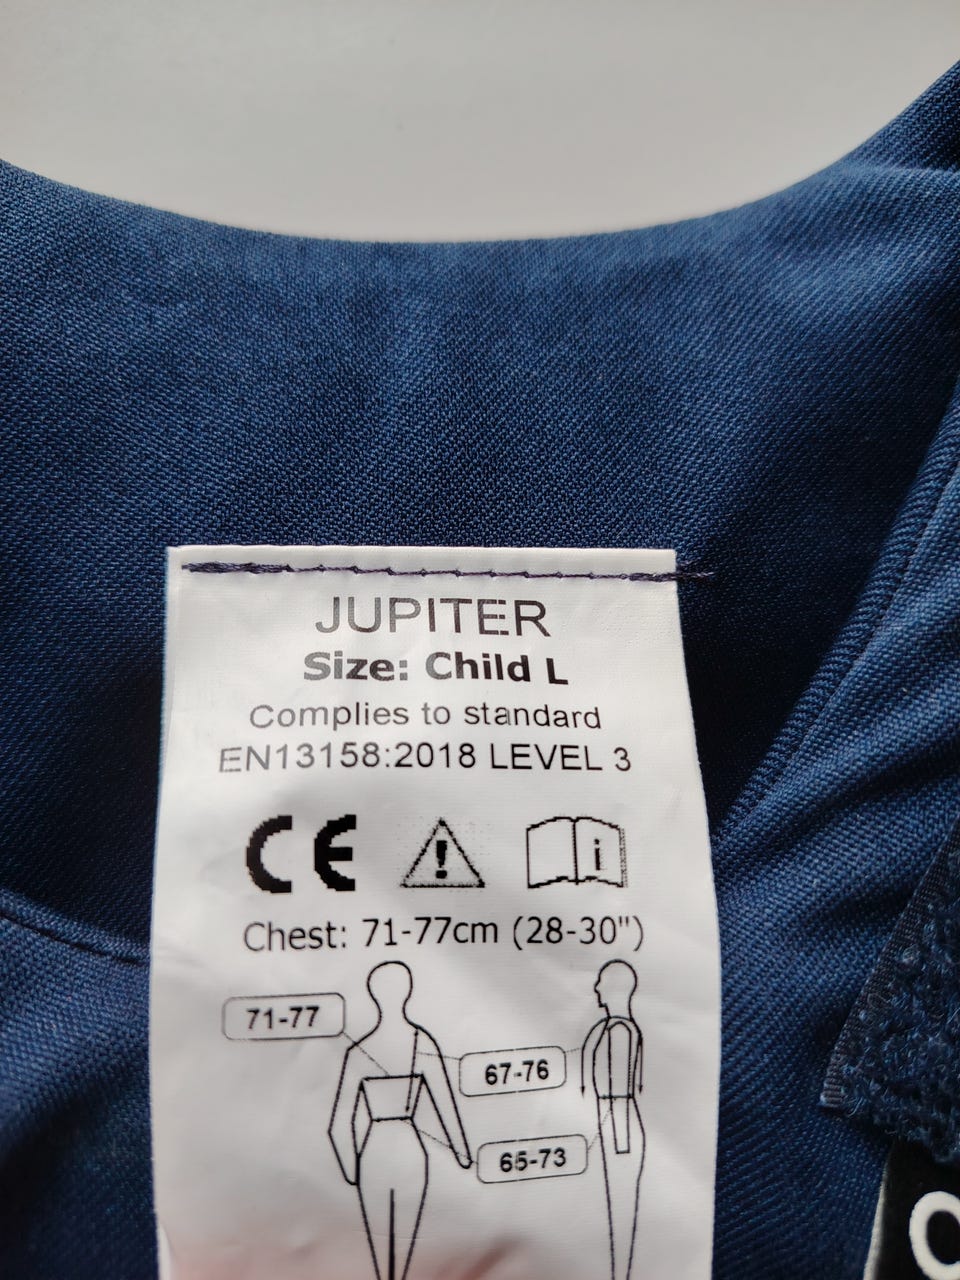 JUPITER
Size: Child L
Complies to standard
EN13158:2018 LEVEL 3
CE
Chest: 71-77cm (28-30")
71-77
67-76
65-73